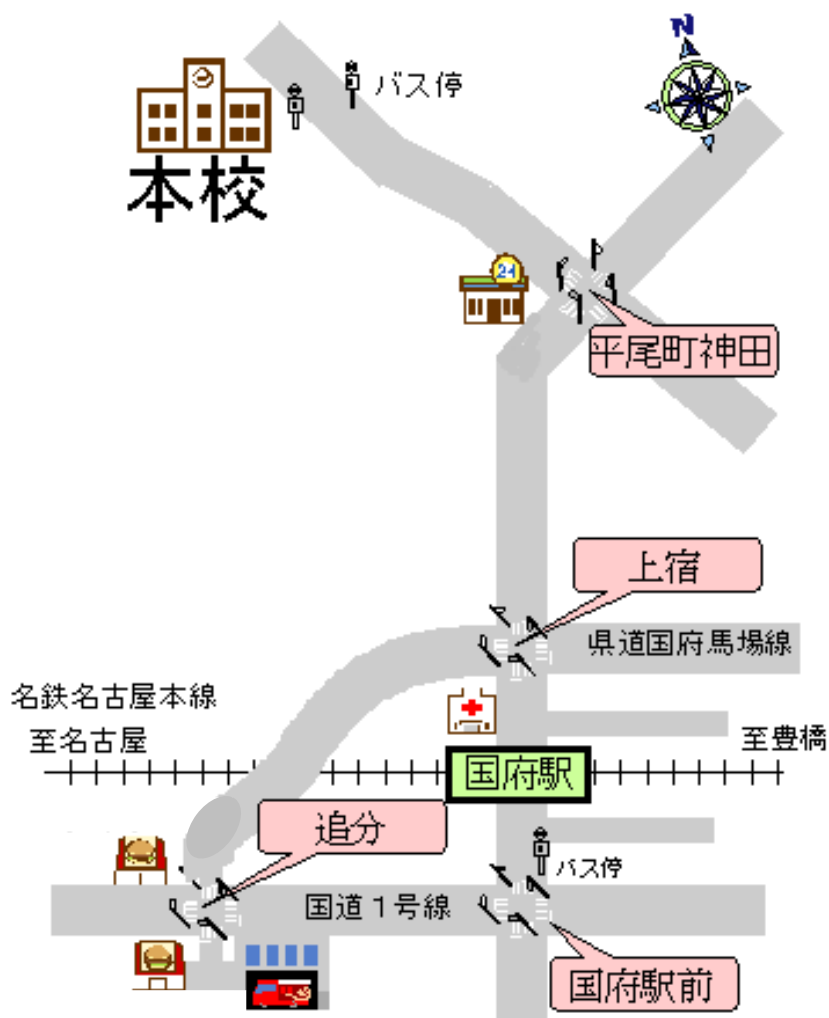 N
バス停
本校
24
平尾町神田
上宿
県道国府馬場線
名鉄名古屋本線
至名古屋
至豊橋
国府駅
追分
バス停
国道1号線
国府駅前